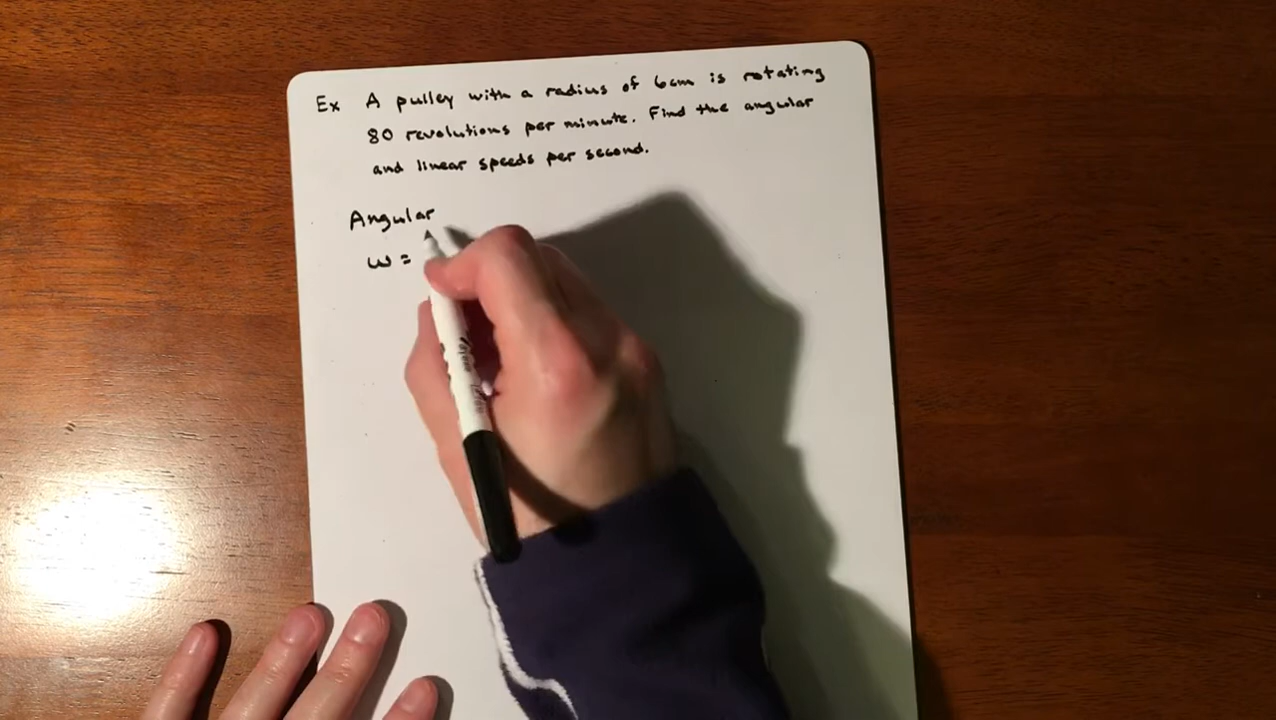 Ex A pulley with a radius of 6cm is rotating
80 revolutions per minute. Find the angular
and linear speeds per second.
Angular
ω =